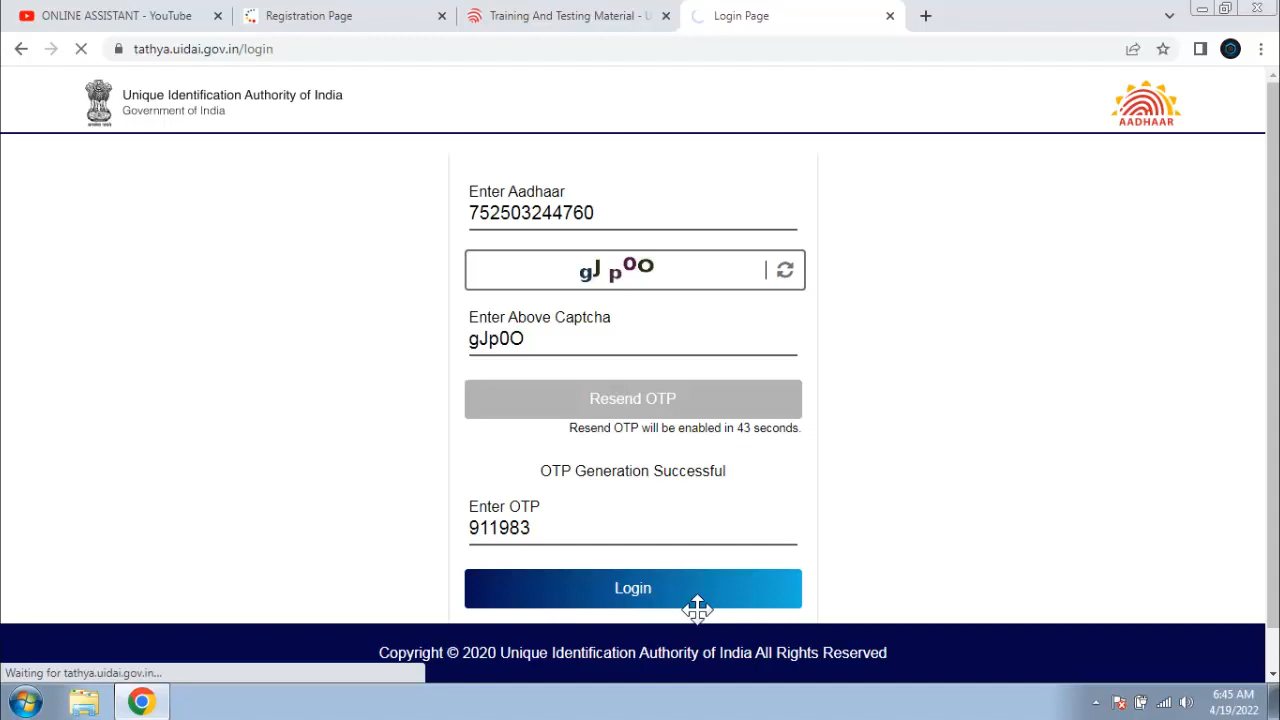 ONLINE ASSISTANT - YouTube
Registration Page
Training And Testing Material - U
Login Page
tathya.uidai.gov.in/login
Unique Identification Authority of India
Government of India
AADHAAR
Enter Aadhaar
752503244760
gJp0O
Enter Above Captcha
gJp0O
Resend OTP
Resend OTP will be enabled in 43 seconds.
OTP Generation Successful
Enter OTP
911983
Login
Copyright © 2020 Unique Identification Authority of India All Rights Reserved
Waiting for tathya.uidai.gov.in...
6:45 AM
4/19/2022